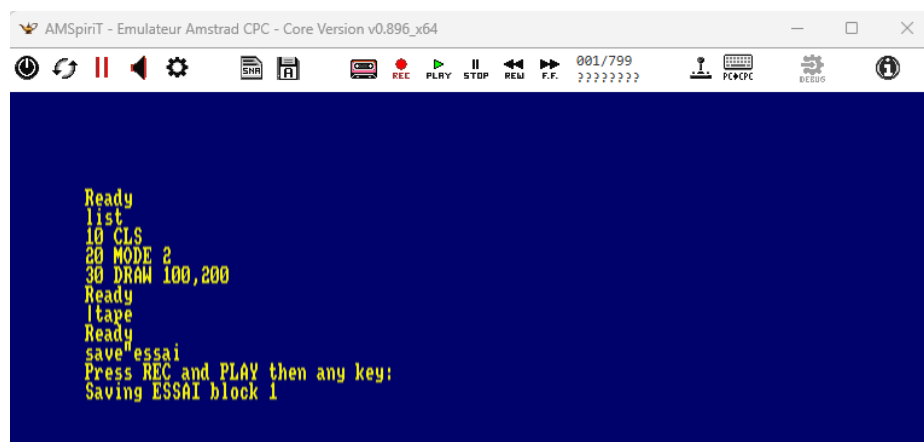 AMSpiriT - Emulateur Amstrad CPC - Core Version v0.896_x64
SNA A REC PLAY STOP REW F.F. 001/799 ???????? PC CPC DEBUG
Ready
list
10 CLS
20 MODE 2
30 DRAW 100,200
Ready
|tape
Ready
save"essai
Press REC and PLAY then any key:
Saving ESSAI block 1